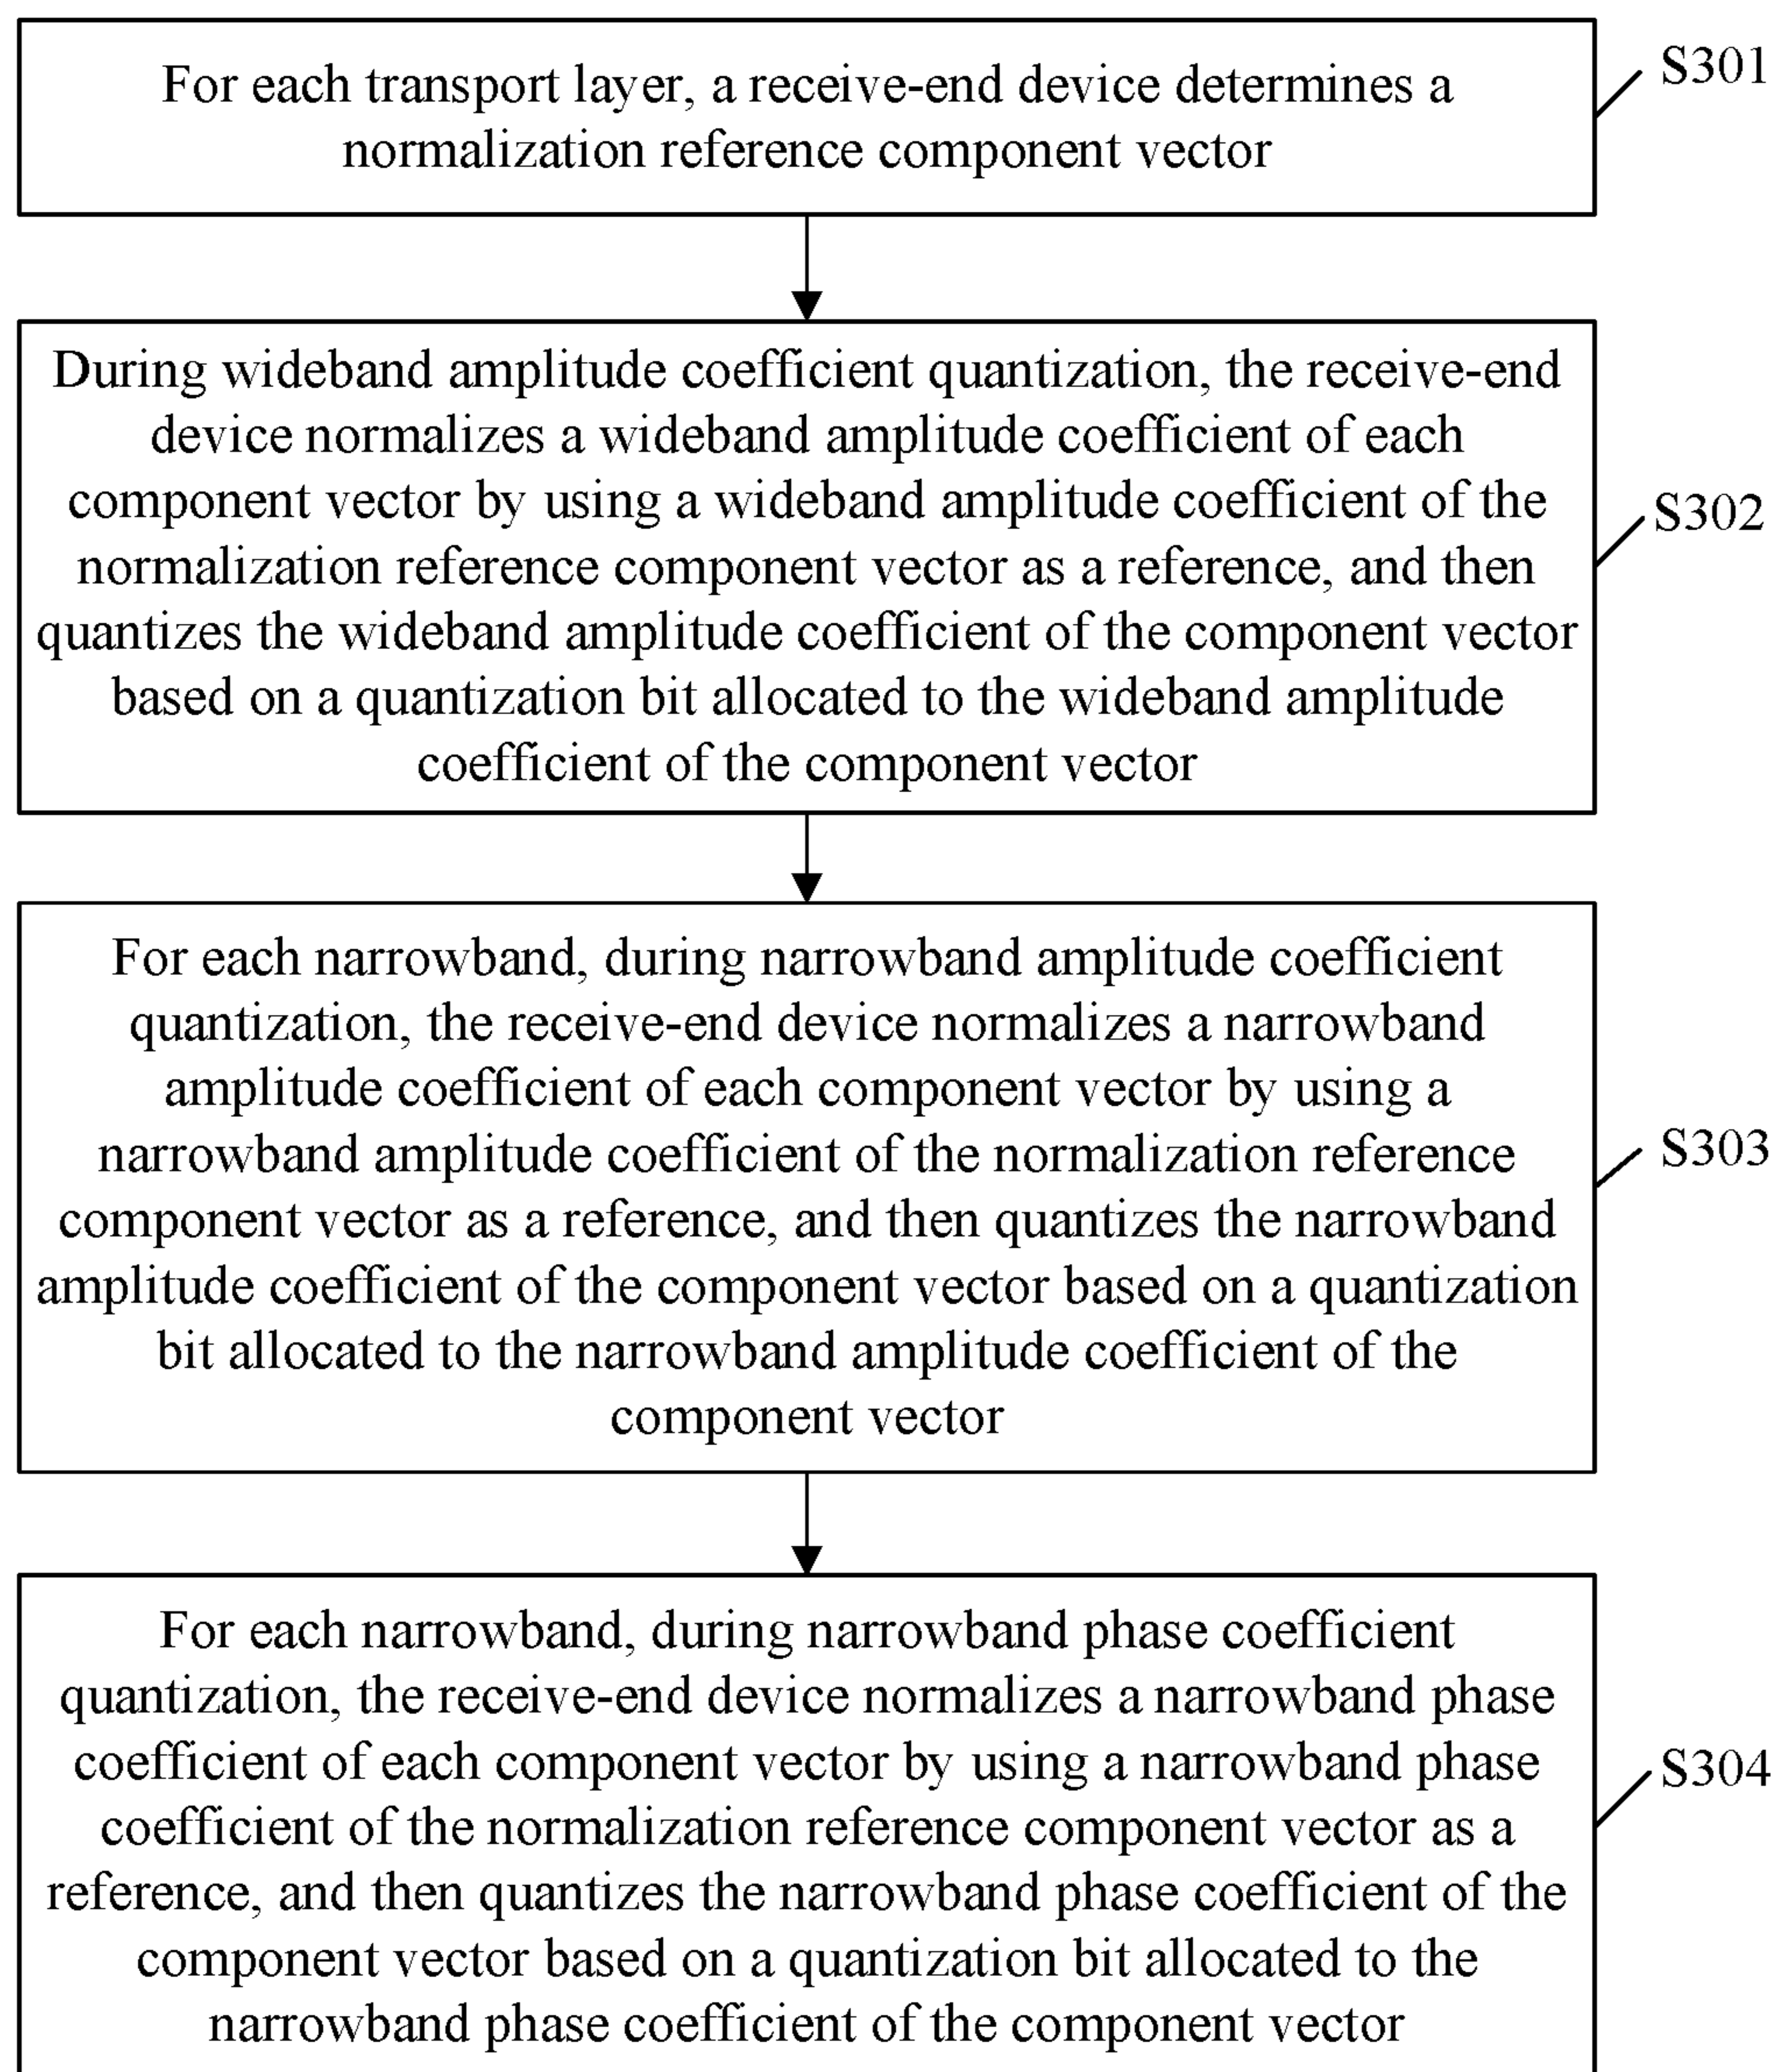 For each transport layer, a receive-end device determines a
normalization reference component vector
S301
During wideband amplitude coefficient quantization, the receive-end
device normalizes a wideband amplitude coefficient of each
component vector by using a wideband amplitude coefficient of the
normalization reference component vector as a reference, and then
quantizes the wideband amplitude coefficient of the component vector
based on a quantization bit allocated to the wideband amplitude
coefficient of the component vector
S302
For each narrowband, during narrowband amplitude coefficient
quantization, the receive-end device normalizes a narrowband
amplitude coefficient of each component vector by using a
narrowband amplitude coefficient of the normalization reference
component vector as a reference, and then quantizes the narrowband
amplitude coefficient of the component vector based on a quantization
bit allocated to the narrowband amplitude coefficient of the
component vector
S303
For each narrowband, during narrowband phase coefficient
quantization, the receive-end device normalizes a narrowband phase
coefficient of each component vector by using a narrowband phase
coefficient of the normalization reference component vector as a
reference, and then quantizes the narrowband phase coefficient of the
component vector based on a quantization bit allocated to the
narrowband phase coefficient of the component vector
S304